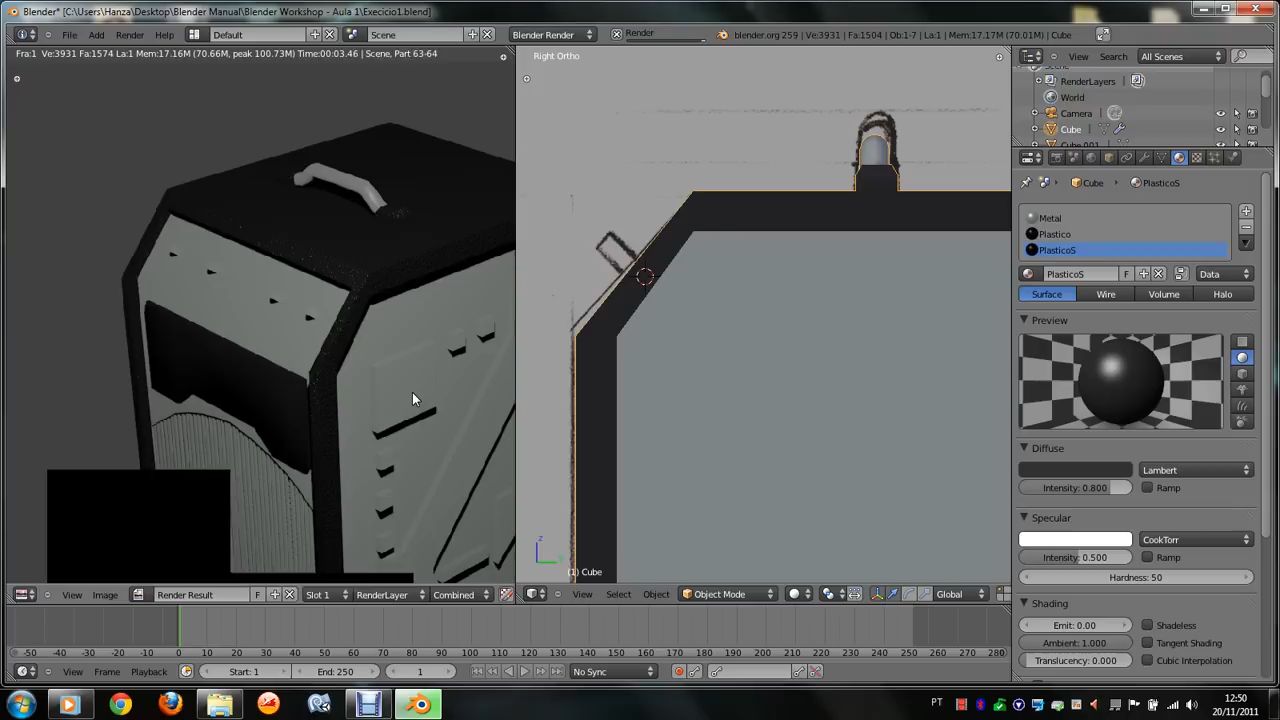 Blender* [C:\Users\Hanza\Desktop\Blender Manual\Blender Workshop - Aula 1\Execicio1.blend]
File Add Render Help Default Scene Blender Render Render blender.org 259 | Ve:3931 | Fa:1504 | Ob:1-7 | La:1 | Mem:17.17M (70.01M) | Cube
Fra:1 Ve:3931 Fa:1574 La:1 Mem:17.16M (70.66M, peak 100.73M) Time:00:03.46 | Scene, Part 63-64
Right Ortho
View Search All Scenes
RenderLayers
World
Camera
Cube
Cube.001
Cube PlasticoS
Metal
Plastico
PlasticoS
PlasticoS F Data
Surface Wire Volume Halo
Preview
Diffuse
Lambert
Intensity: 0.800 Ramp
Specular
CookTorr
Intensity: 0.500 Ramp
Hardness: 50
Shading
Emit: 0.00 Shadeless
Ambient: 1.000 Tangent Shading
Translucency: 0.000 Cubic Interpolation
z
(1) Cube
View Image Render Result F Slot 1 RenderLayer Combined
View Select Object Object Mode Global
-50 -40 -30 -20 -10 0 10 20 30 40 50 60 70 80 90 100 110 120 130 140 150 160 170 180 190 200 210 220 230 240 250 260 270 280
View Frame Playback Start: 1 End: 250 1 No Sync
PT
12:50
20/11/2011